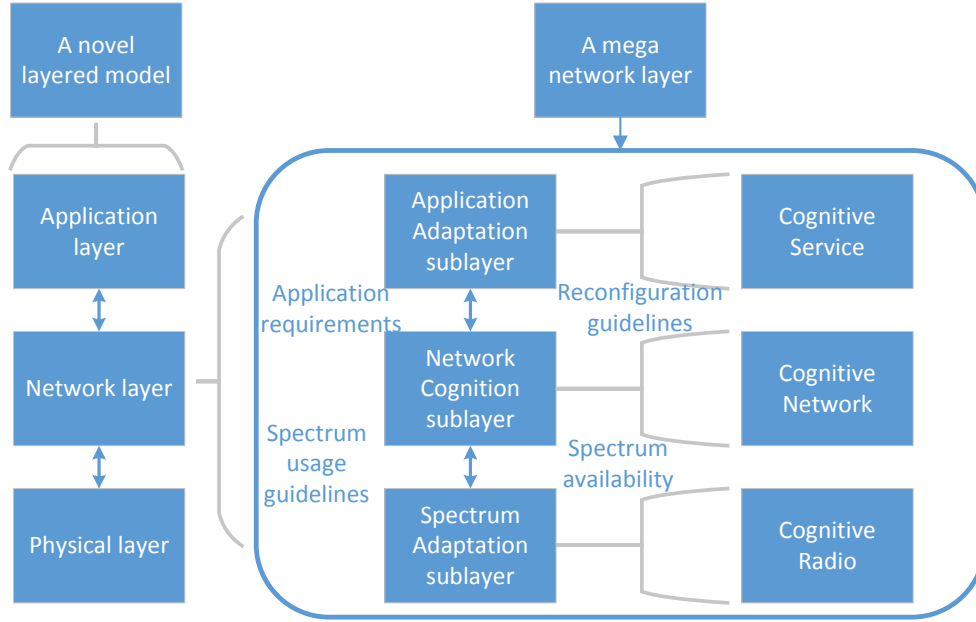 A novel
layered model
A mega
network layer
Application
layer
Application
Adaptation
sublayer
Cognitive
Service
Application
requirements
Reconfiguration
guidelines
Network layer
Network
Cognition
sublayer
Cognitive
Network
Spectrum
usage
guidelines
Spectrum
availability
Physical layer
Spectrum
Adaptation
sublayer
Cognitive
Radio